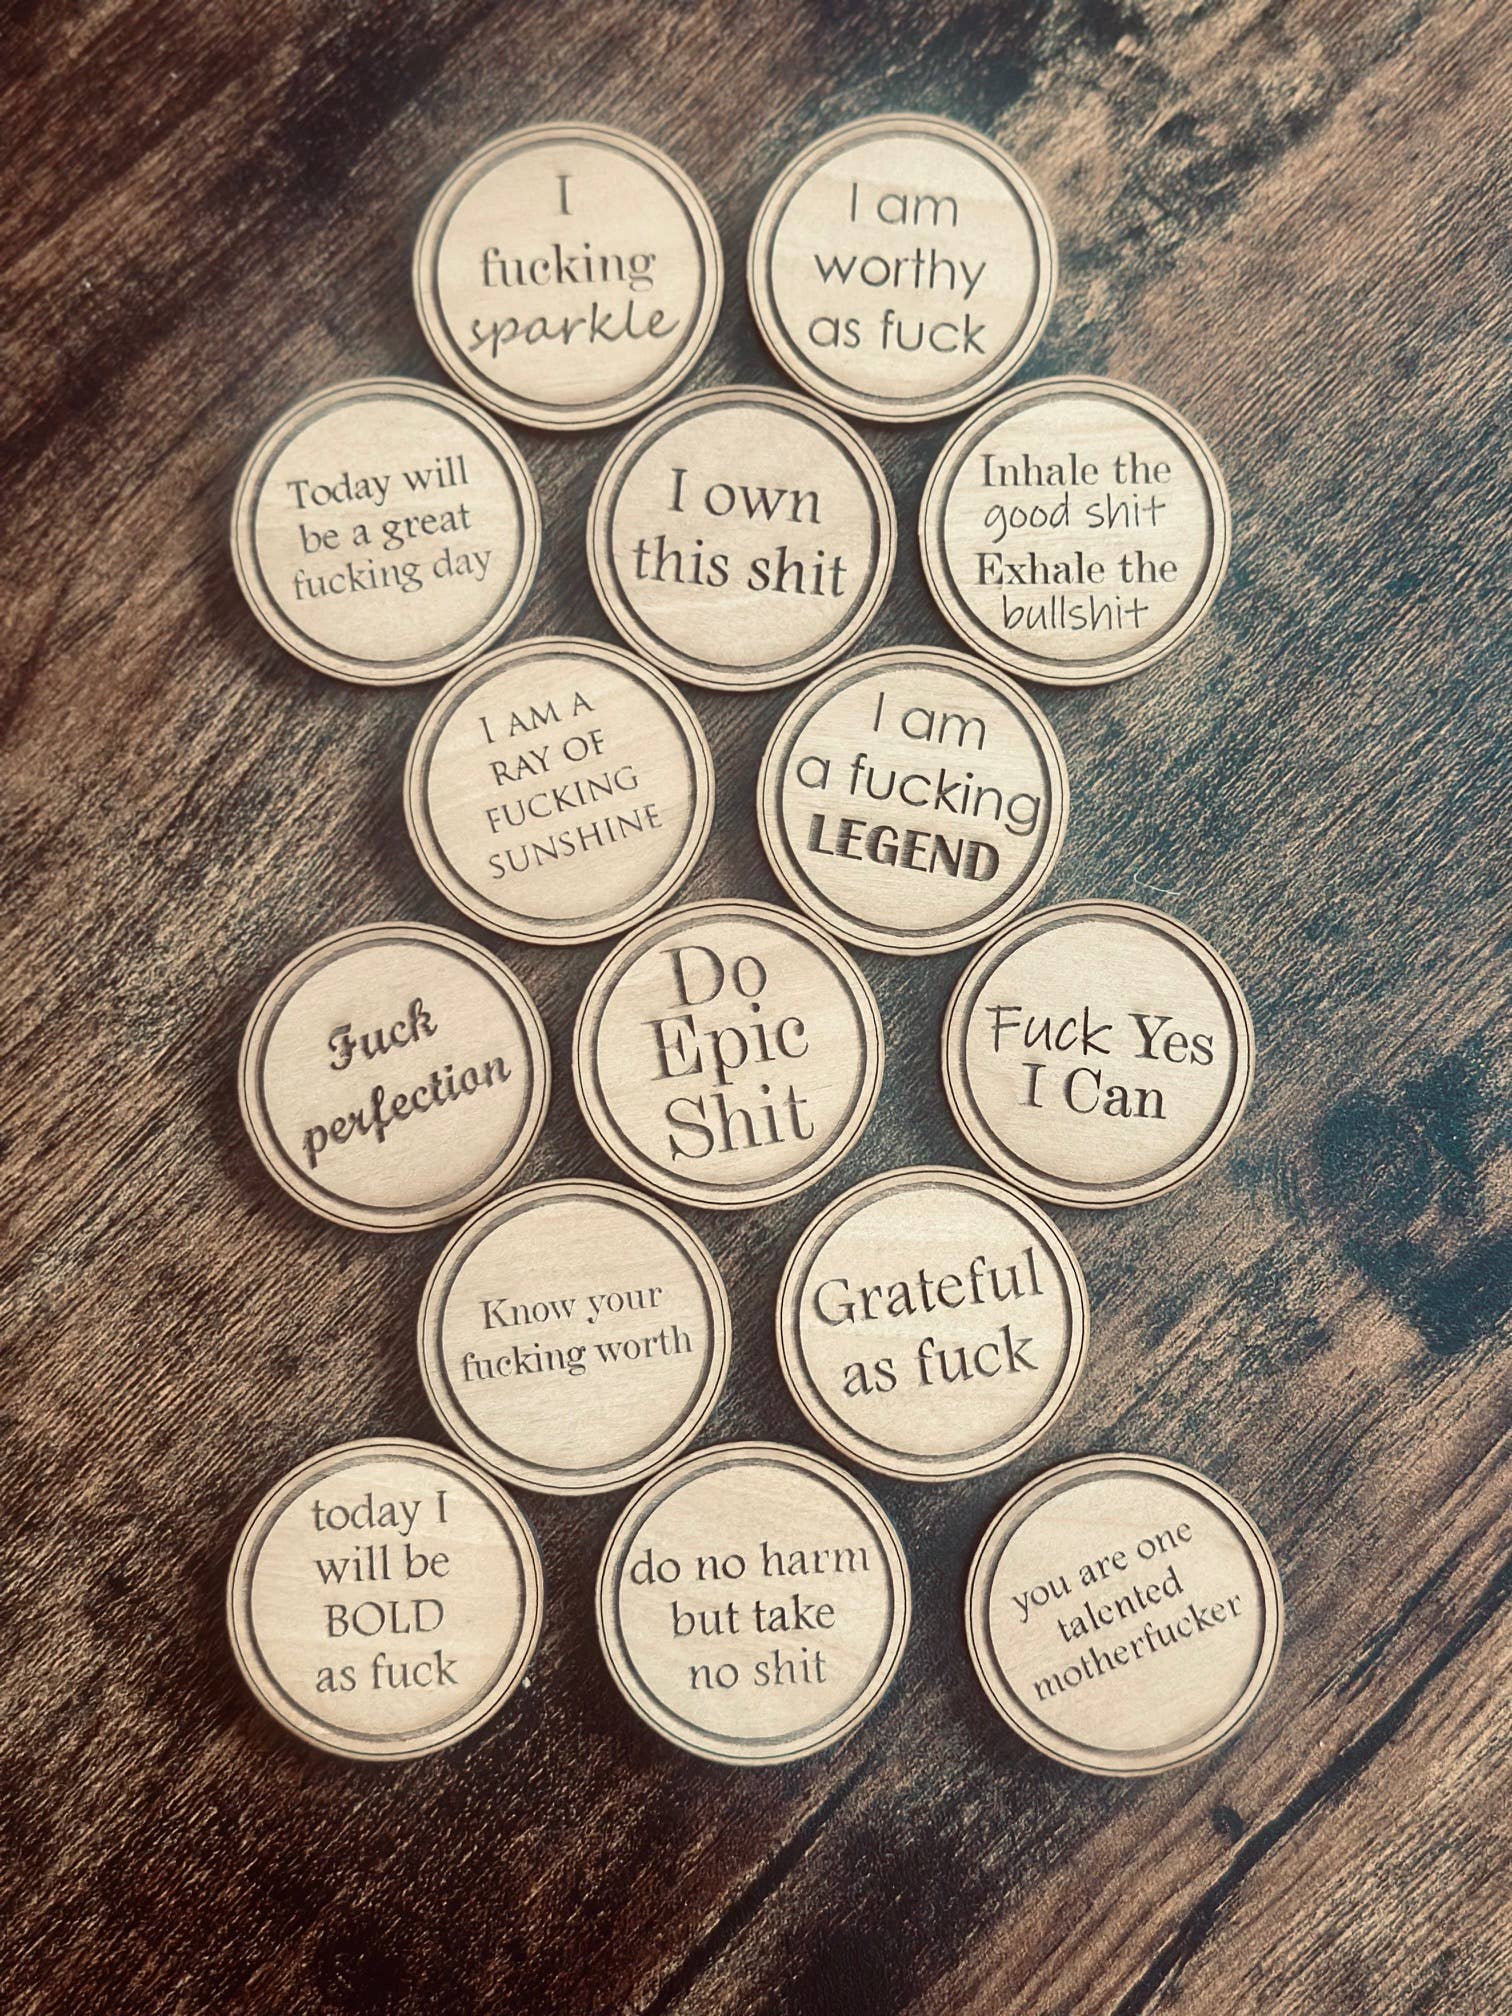 I
fucking
sparkle
I am
worthy
as fuck
Today will
be a great
fucking day
I own
this shit
Inhale the
good shit
Exhale the
bullshit
I AM A
RAY OF
FUCKING
SUNSHINE
I am
a fucking
LEGEND
Fuck
perfection
Do
Epic
Shit
Fuck Yes
I Can
Know your
fucking worth
Grateful
as fuck
today I
will be
BOLD
as fuck
do no harm
but take
no shit
you are one
talented
motherfucker